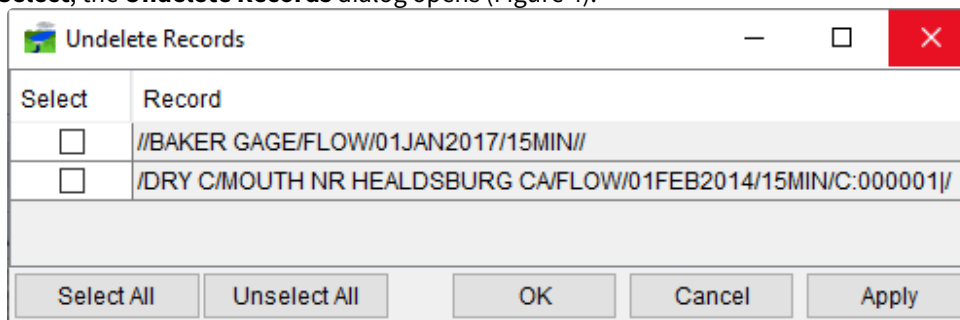 Select, the Undelete Records dialog opens (Figure 4).
Undelete Records
Select Record
//BAKER GAGE/FLOW/01JAN2017/15MIN//
/DRY C/MOUTH NR HEALDSBURG CA/FLOW/01FEB2014/15MIN/C:000001|/
Select All Unselect All OK Cancel Apply